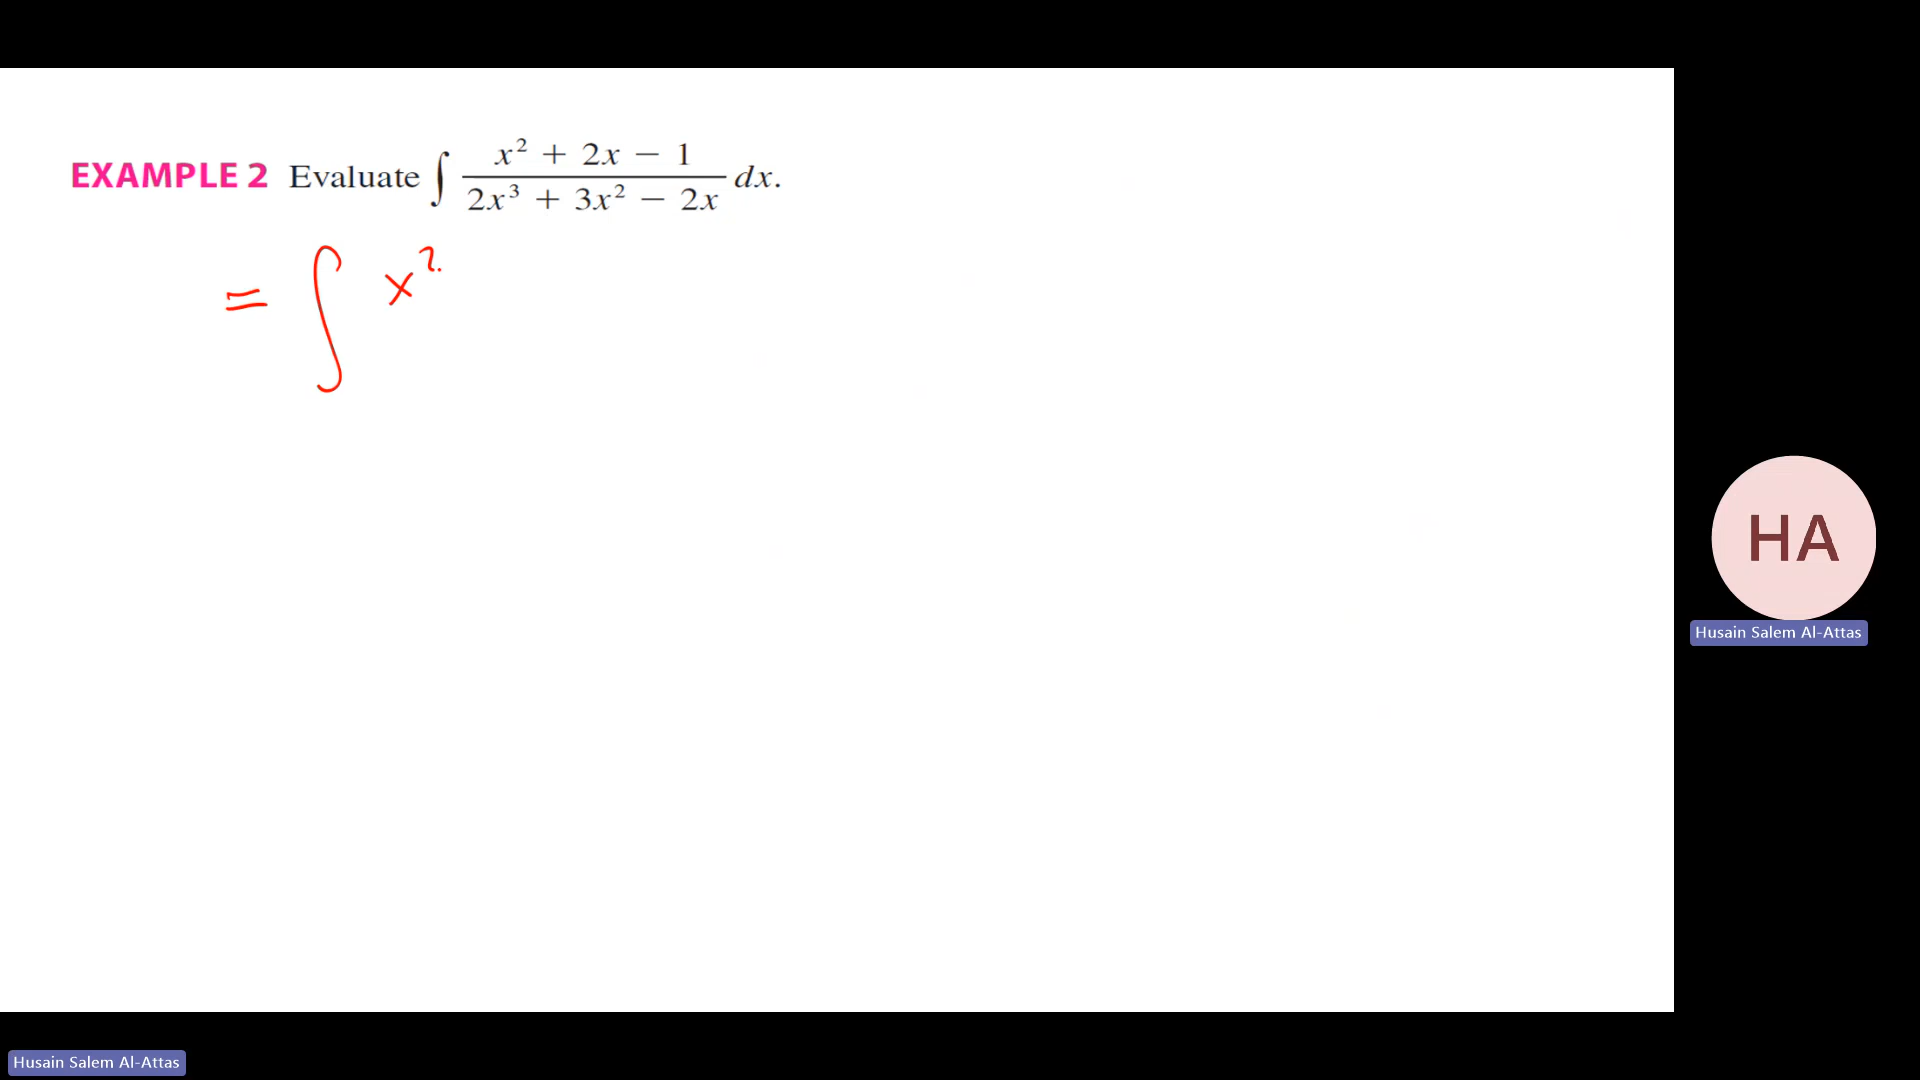 EXAMPLE 2 Evaluate ∫ (x² + 2x − 1)/(2x³ + 3x² − 2x) dx.
= ∫ x²
HA
Husain Salem Al-Attas
Husain Salem Al-Attas